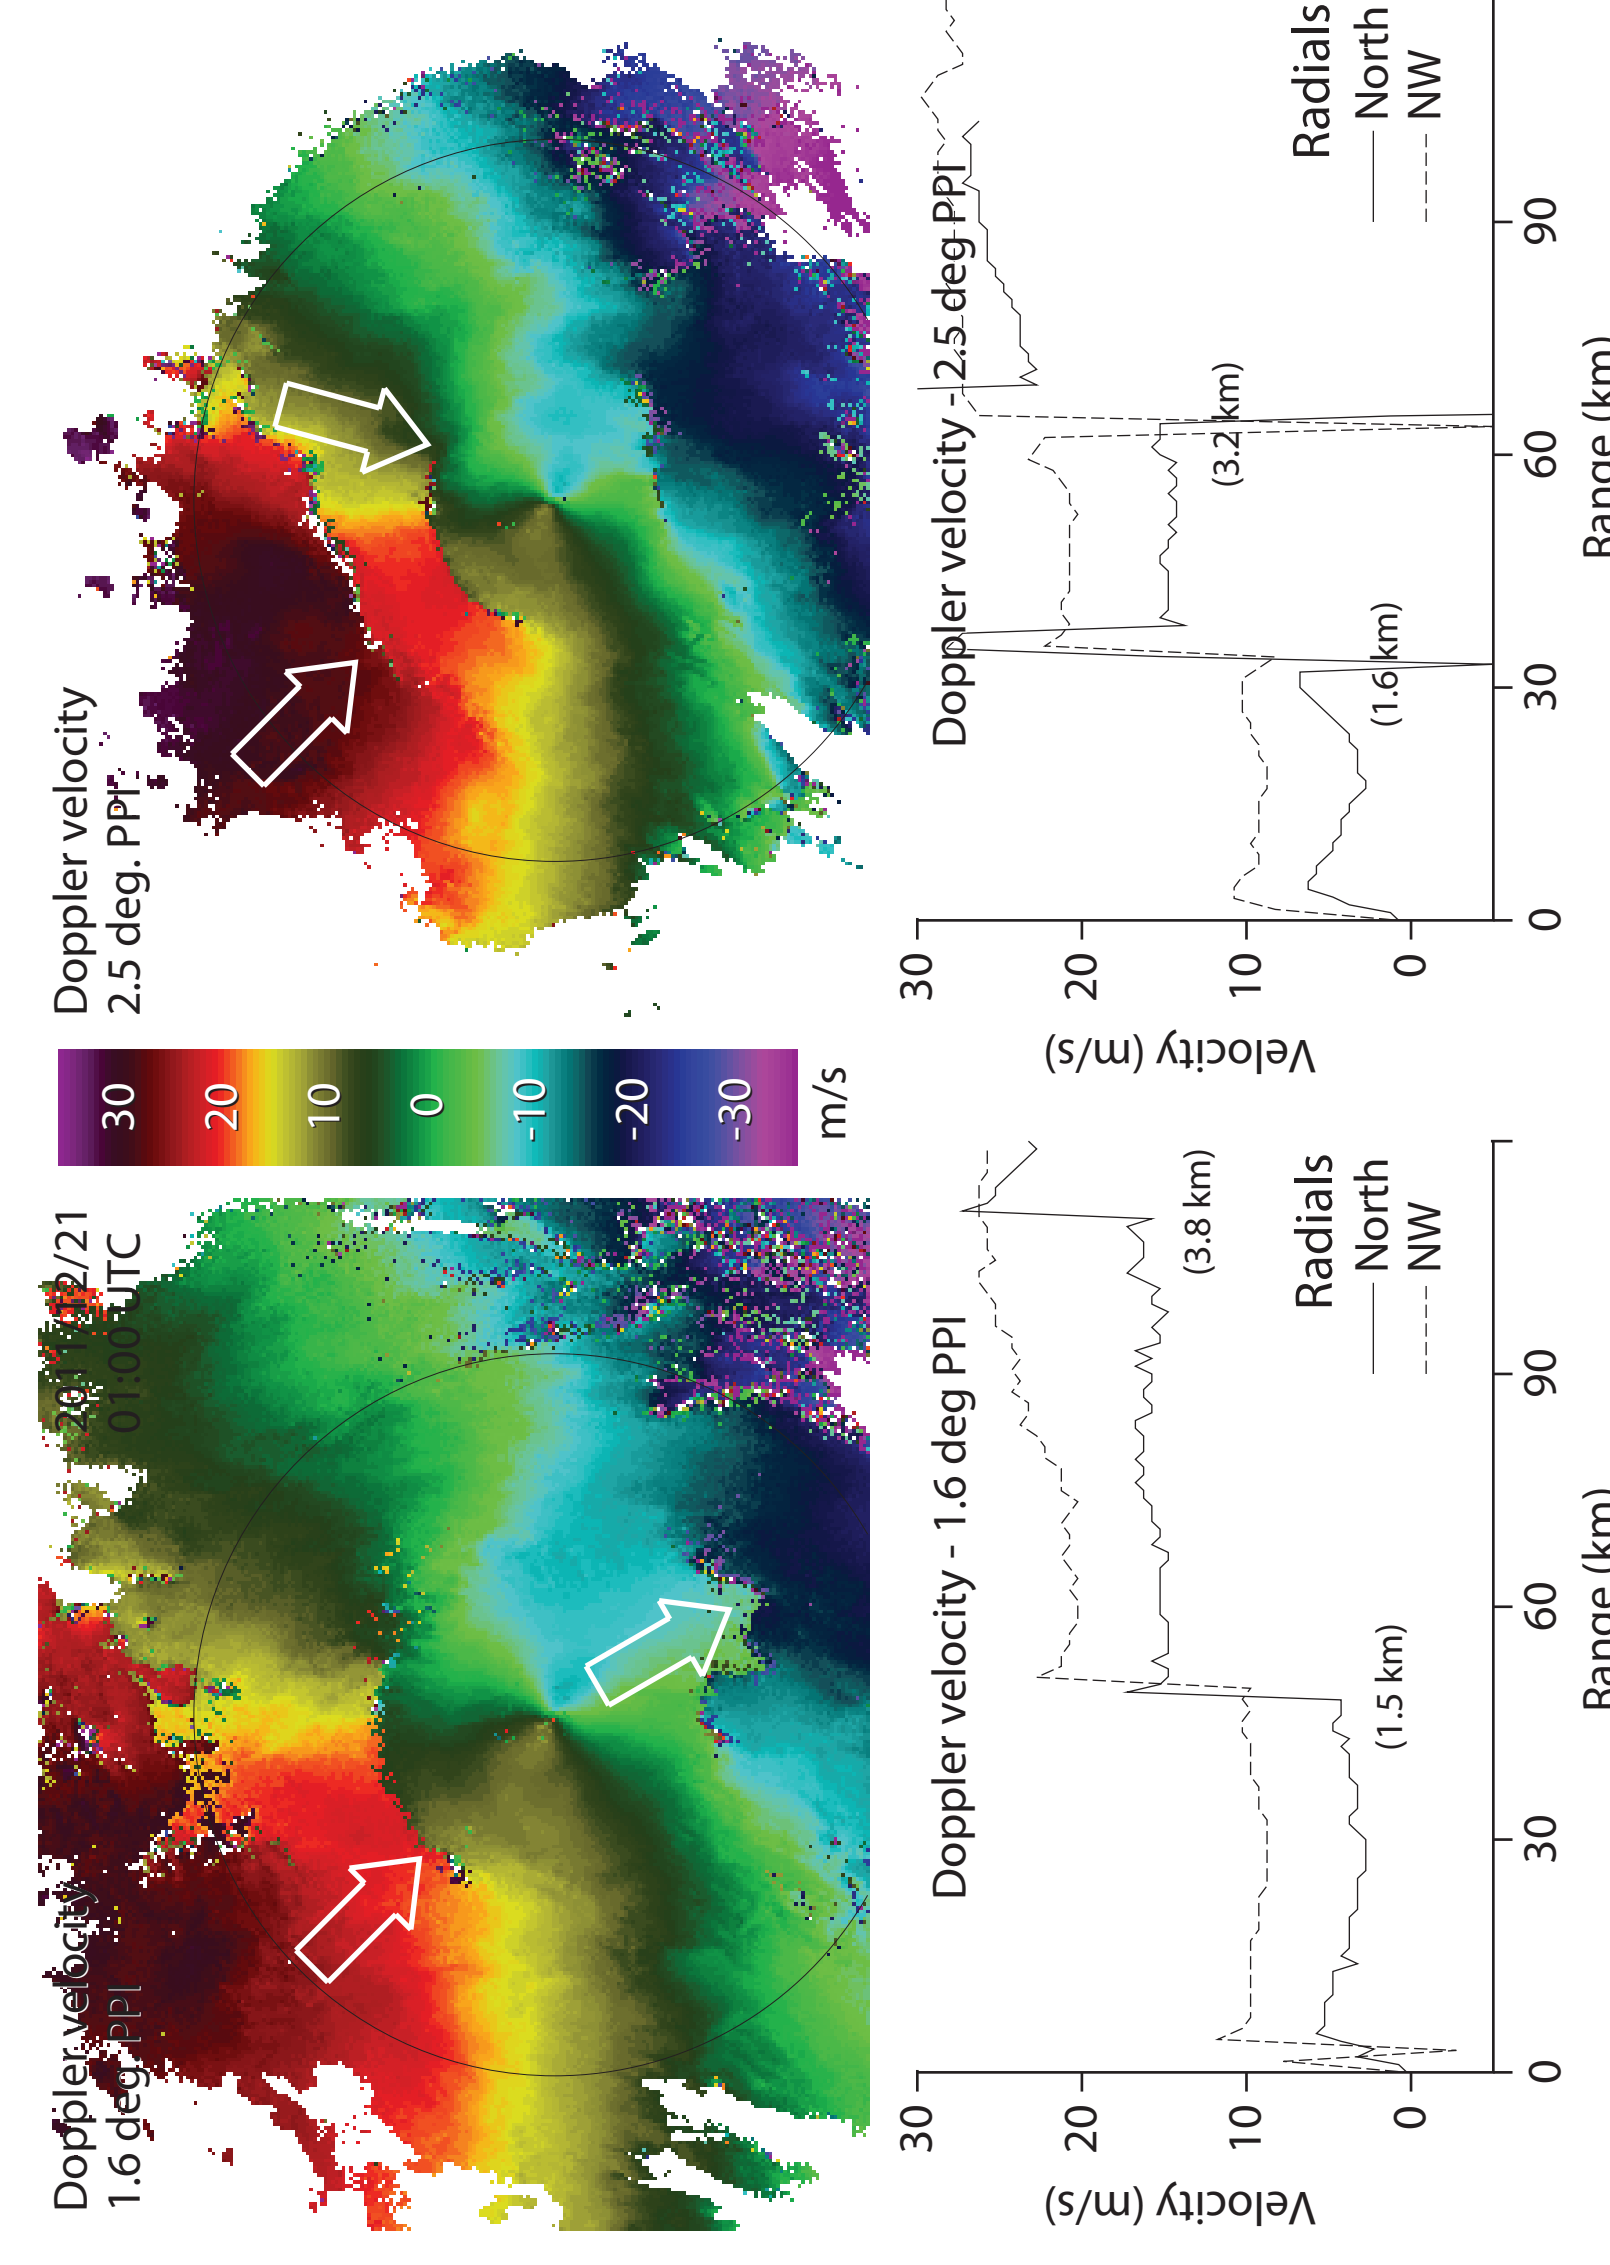 Doppler velocity
1.6 deg. PPI
2011/12/21
01:00 UTC
30
20
10
0
-10
-20
-30
m/s
Doppler velocity
2.5 deg. PPI
Doppler velocity - 1.6 deg PPI
30
20
10
0
Velocity (m/s)
(1.5 km)
(3.8 km)
Radials
North
NW
0
30
60
90
Range (km)
Doppler velocity - 2.5 deg PPI
30
20
10
0
Velocity (m/s)
(1.6 km)
(3.2 km)
Radials
North
NW
0
30
60
90
Range (km)